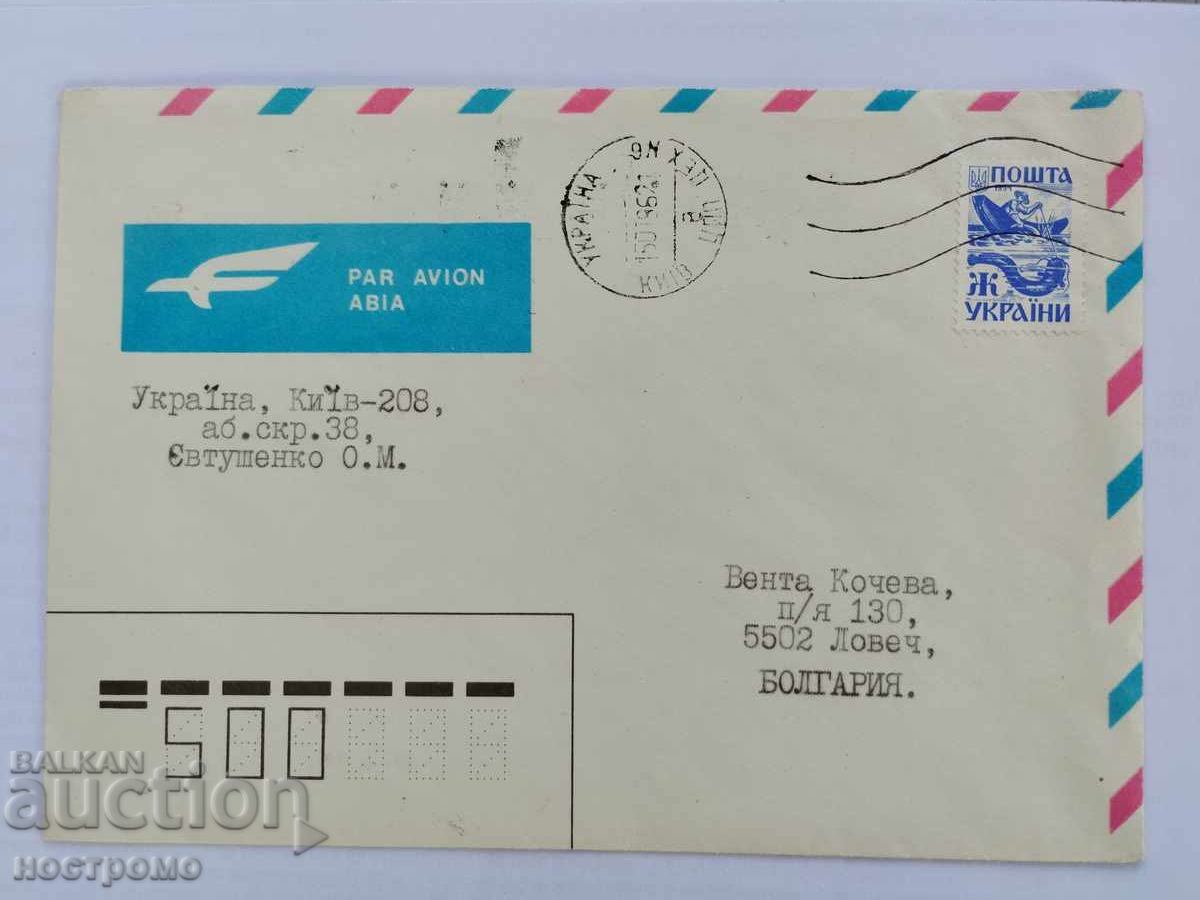 PAR AVION
АВІА
УКРАЇНА
КИЇВ
ПОШТА
Ж
УКРАЇНИ
Україна, Київ-208,
аб.скр.38,
Євтушенко О.М.
Вента Кочева,
п/я 130,
5502 Ловеч,
БОЛГАРИЯ.
500
BALKAN
auction
ностромо